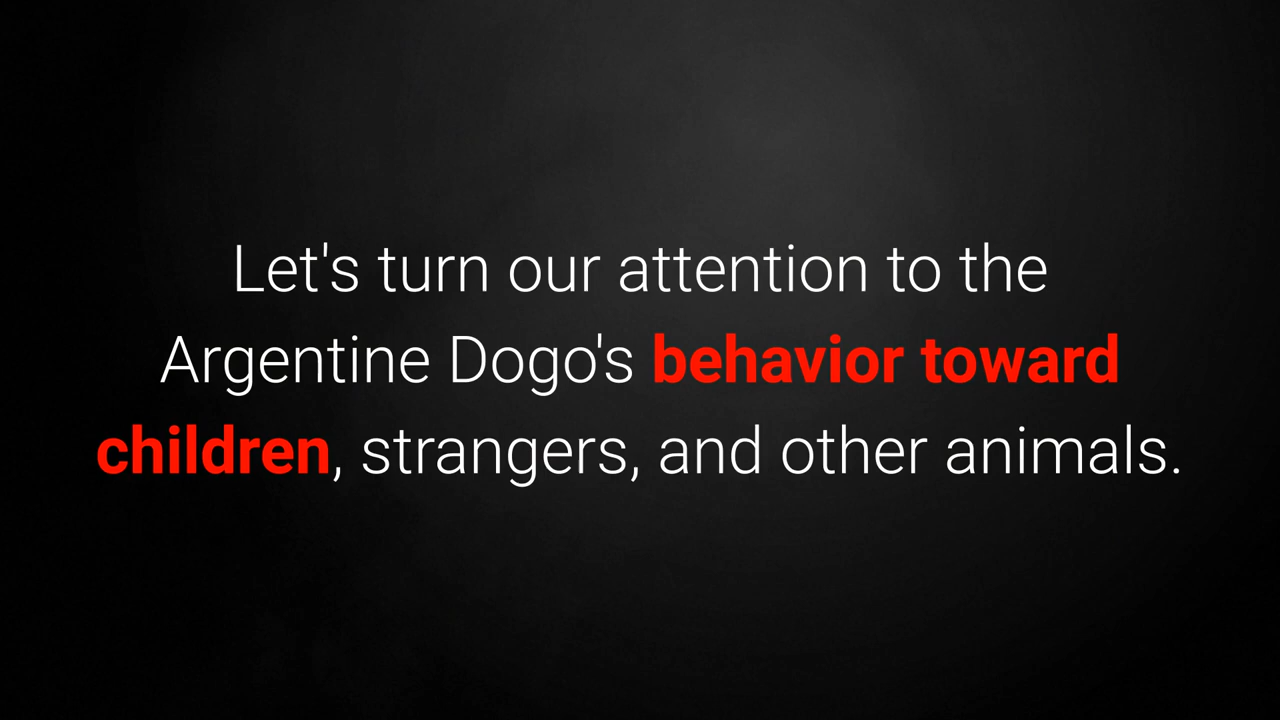 Let's turn our attention to the
Argentine Dogo's behavior toward
children, strangers, and other animals.